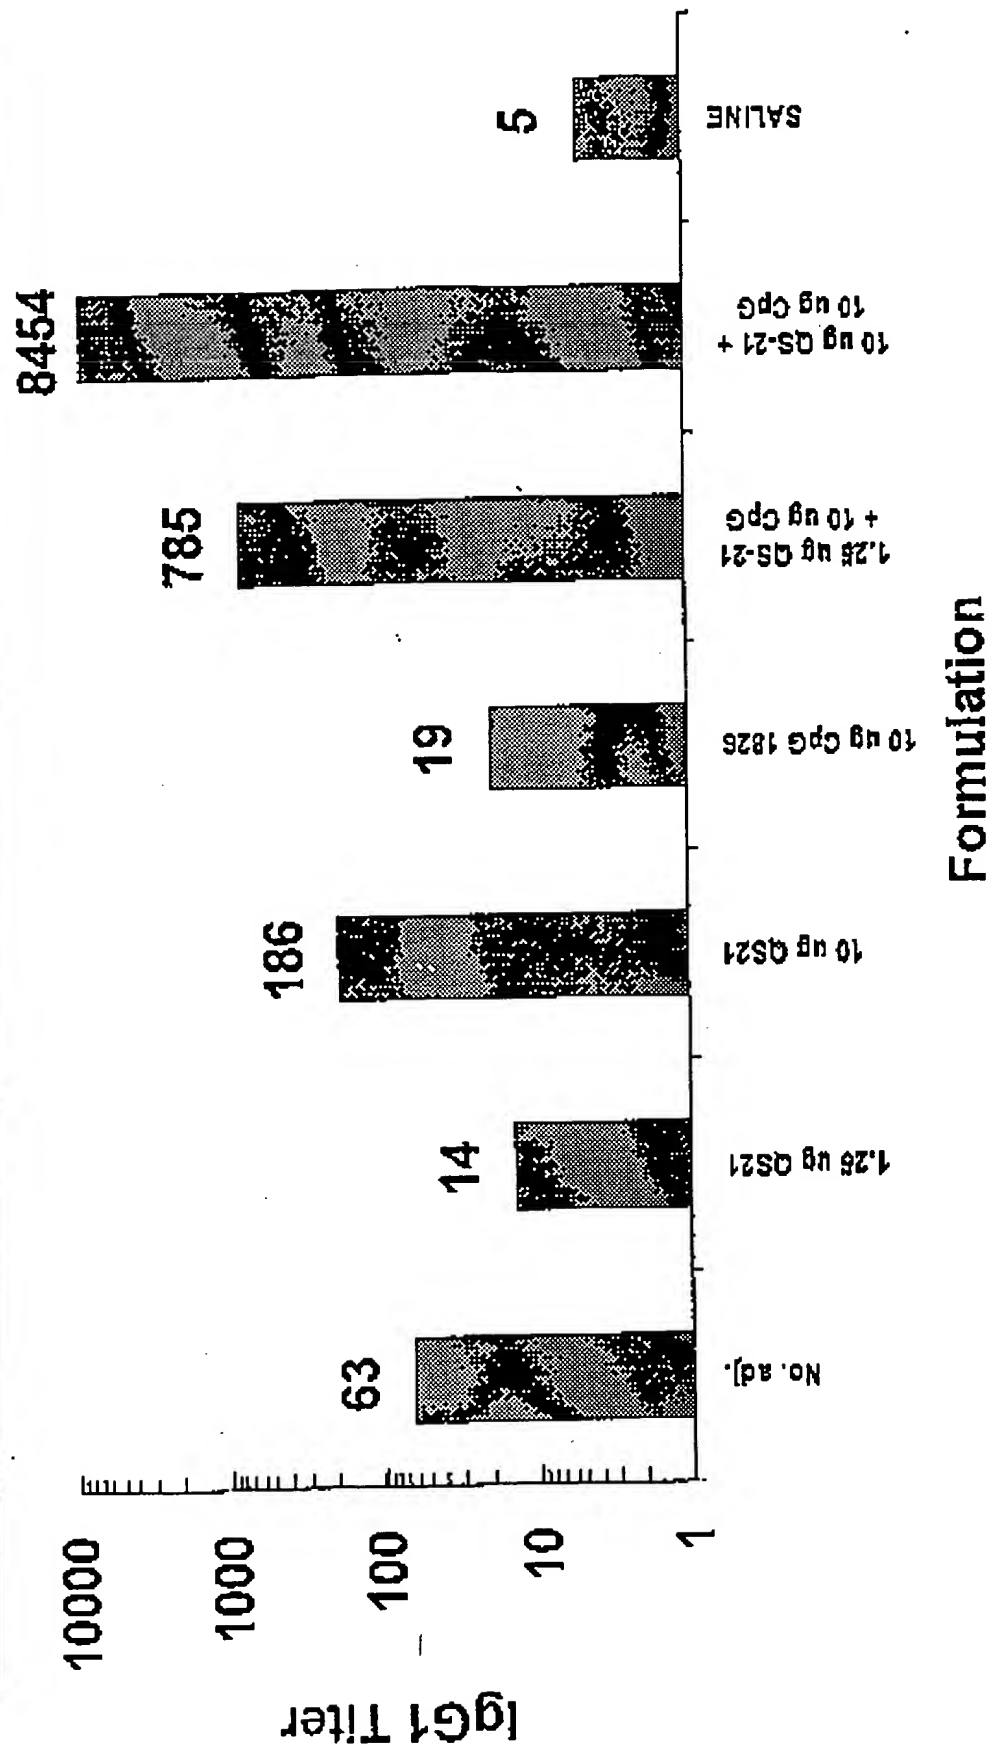 IgG1 Titer
10000
1000
100
10
1
63
14
186
19
785
8454
5
No. adj.
1.25 ug QS21
10 ug QS21
10 ug CpG 1826
1.25 ug QS-21
+ 10 ug CpG
10 ug QS-21 +
10 ug CpG
SALINE
Formulation